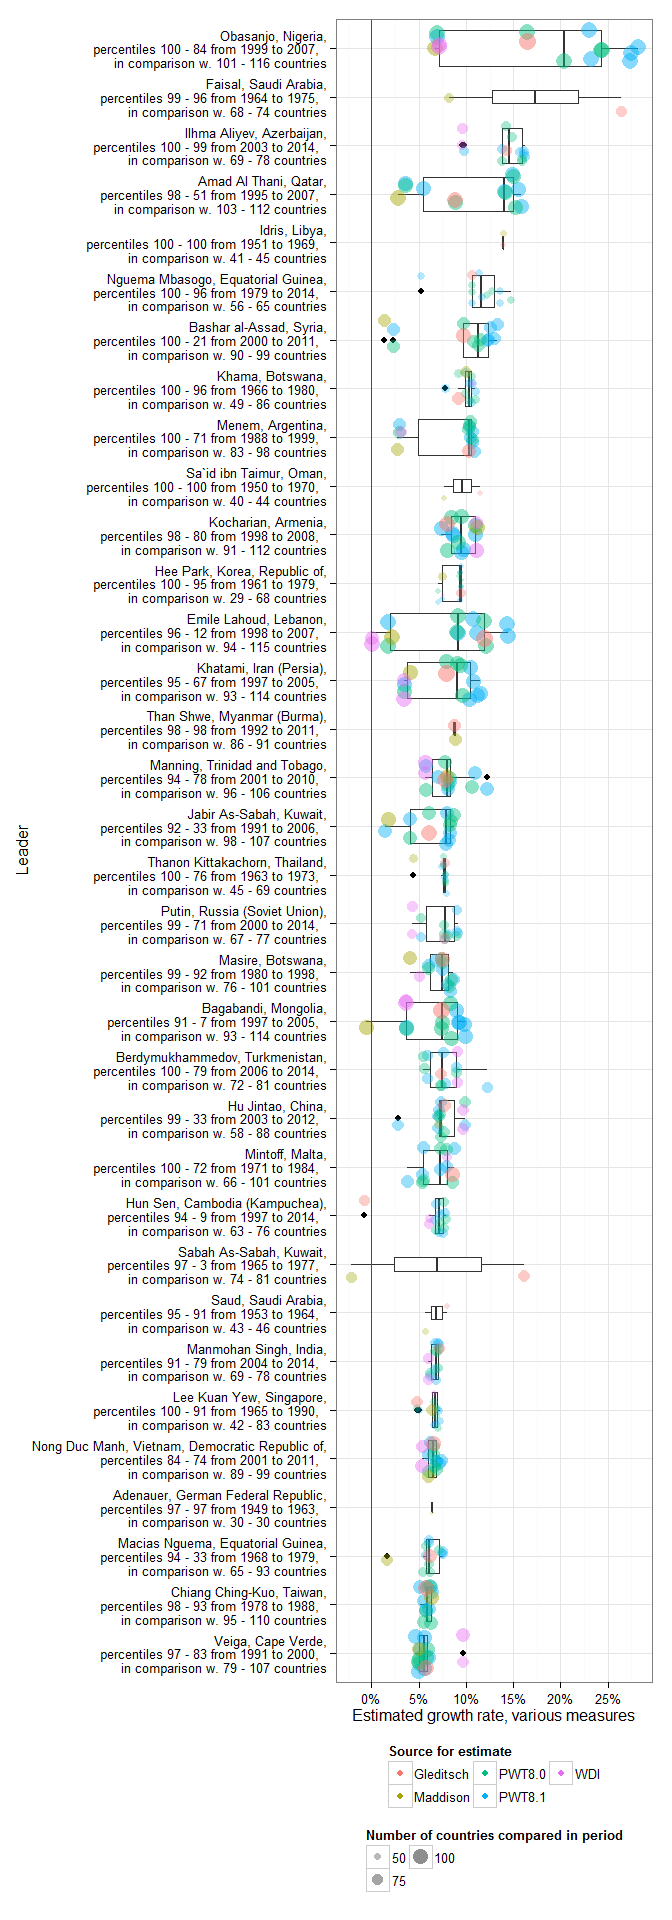 Obasanjo, Nigeria,
percentiles 100 - 84 from 1999 to 2007,
in comparison w. 101 - 116 countries
Faisal, Saudi Arabia,
percentiles 99 - 96 from 1964 to 1975,
in comparison w. 68 - 74 countries
Ilhma Aliyev, Azerbaijan,
percentiles 100 - 99 from 2003 to 2014,
in comparison w. 69 - 78 countries
Amad Al Thani, Qatar,
percentiles 98 - 51 from 1995 to 2007,
in comparison w. 103 - 112 countries
Idris, Libya,
percentiles 100 - 100 from 1951 to 1969,
in comparison w. 41 - 45 countries
Nguema Mbasogo, Equatorial Guinea,
percentiles 100 - 96 from 1979 to 2014,
in comparison w. 56 - 65 countries
Bashar al-Assad, Syria,
percentiles 100 - 21 from 2000 to 2011,
in comparison w. 90 - 99 countries
Khama, Botswana,
percentiles 100 - 96 from 1966 to 1980,
in comparison w. 49 - 86 countries
Menem, Argentina,
percentiles 100 - 71 from 1988 to 1999,
in comparison w. 83 - 98 countries
Sa`id ibn Taimur, Oman,
percentiles 100 - 100 from 1950 to 1970,
in comparison w. 40 - 44 countries
Kocharian, Armenia,
percentiles 98 - 80 from 1998 to 2008,
in comparison w. 91 - 112 countries
Hee Park, Korea, Republic of,
percentiles 100 - 95 from 1961 to 1979,
in comparison w. 29 - 68 countries
Emile Lahoud, Lebanon,
percentiles 96 - 12 from 1998 to 2007,
in comparison w. 94 - 115 countries
Khatami, Iran (Persia),
percentiles 95 - 67 from 1997 to 2005,
in comparison w. 93 - 114 countries
Than Shwe, Myanmar (Burma),
percentiles 98 - 98 from 1992 to 2011,
in comparison w. 86 - 91 countries
Manning, Trinidad and Tobago,
percentiles 94 - 78 from 2001 to 2010,
in comparison w. 96 - 106 countries
Jabir As-Sabah, Kuwait,
percentiles 92 - 33 from 1991 to 2006,
in comparison w. 98 - 107 countries
Thanon Kittakachorn, Thailand,
percentiles 100 - 76 from 1963 to 1973,
in comparison w. 45 - 69 countries
Putin, Russia (Soviet Union),
percentiles 99 - 71 from 2000 to 2014,
in comparison w. 67 - 77 countries
Masire, Botswana,
percentiles 99 - 92 from 1980 to 1998,
in comparison w. 76 - 101 countries
Bagabandi, Mongolia,
percentiles 91 - 7 from 1997 to 2005,
in comparison w. 93 - 114 countries
Berdymukhammedov, Turkmenistan,
percentiles 100 - 79 from 2006 to 2014,
in comparison w. 72 - 81 countries
Hu Jintao, China,
percentiles 99 - 33 from 2003 to 2012,
in comparison w. 58 - 88 countries
Mintoff, Malta,
percentiles 100 - 72 from 1971 to 1984,
in comparison w. 66 - 101 countries
Hun Sen, Cambodia (Kampuchea),
percentiles 94 - 9 from 1997 to 2014,
in comparison w. 63 - 76 countries
Sabah As-Sabah, Kuwait,
percentiles 97 - 3 from 1965 to 1977,
in comparison w. 74 - 81 countries
Saud, Saudi Arabia,
percentiles 95 - 91 from 1953 to 1964,
in comparison w. 43 - 46 countries
Manmohan Singh, India,
percentiles 91 - 79 from 2004 to 2014,
in comparison w. 69 - 78 countries
Lee Kuan Yew, Singapore,
percentiles 100 - 91 from 1965 to 1990,
in comparison w. 42 - 83 countries
Nong Duc Manh, Vietnam, Democratic Republic of,
percentiles 84 - 74 from 2001 to 2011,
in comparison w. 89 - 99 countries
Adenauer, German Federal Republic,
percentiles 97 - 97 from 1949 to 1963,
in comparison w. 30 - 30 countries
Macias Nguema, Equatorial Guinea,
percentiles 94 - 33 from 1968 to 1979,
in comparison w. 65 - 93 countries
Chiang Ching-Kuo, Taiwan,
percentiles 98 - 93 from 1978 to 1988,
in comparison w. 95 - 110 countries
Veiga, Cape Verde,
percentiles 97 - 83 from 1991 to 2000,
in comparison w. 79 - 107 countries
Leader
0% 5% 10% 15% 20% 25%
Estimated growth rate, various measures
Source for estimate
Gleditsch PWT8.0 WDI
Maddison PWT8.1
Number of countries compared in period
50 100
75